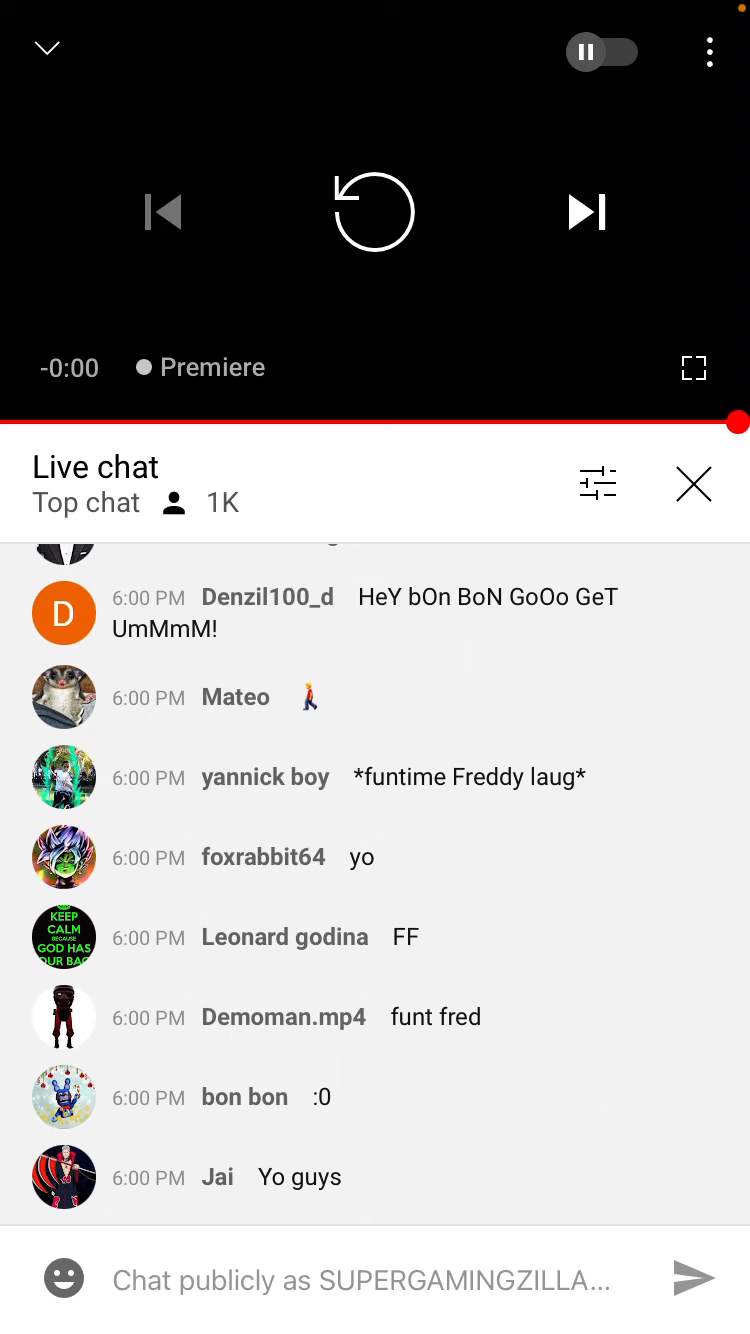 -0:00 Premiere
Live chat
Top chat 1K
6:00 PM Denzil100_d HeY bOn BoN GoOo GeT
UmMmM!
6:00 PM Mateo
6:00 PM yannick boy *funtime Freddy laug*
6:00 PM foxrabbit64 yo
KEEP
CALM
BECAUSE
GOD HAS
OUR BAC
6:00 PM Leonard godina FF
6:00 PM Demoman.mp4 funt fred
6:00 PM bon bon :0
6:00 PM Jai Yo guys
Chat publicly as SUPERGAMINGZILLA...